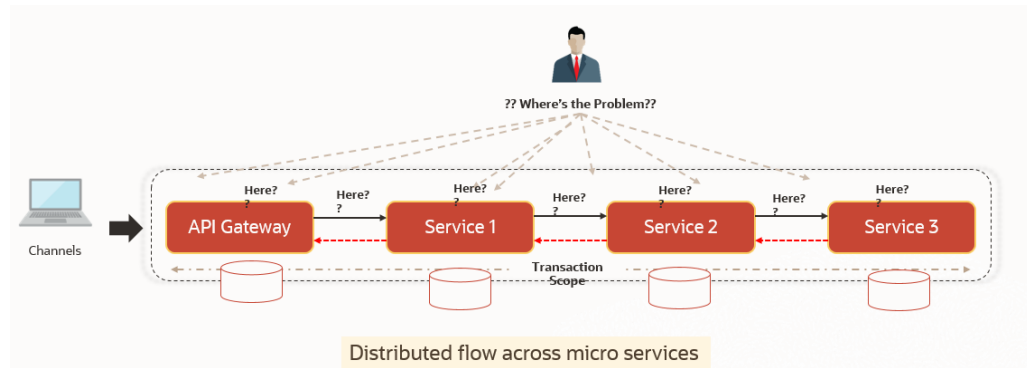 ?? Where's the Problem??
Here?
?
Here?
?
Here?
?
Here?
?
Here?
?
Here?
?
Here?
?
API Gateway
Service 1
Service 2
Service 3
Channels
Transaction
Scope
Distributed flow across micro services